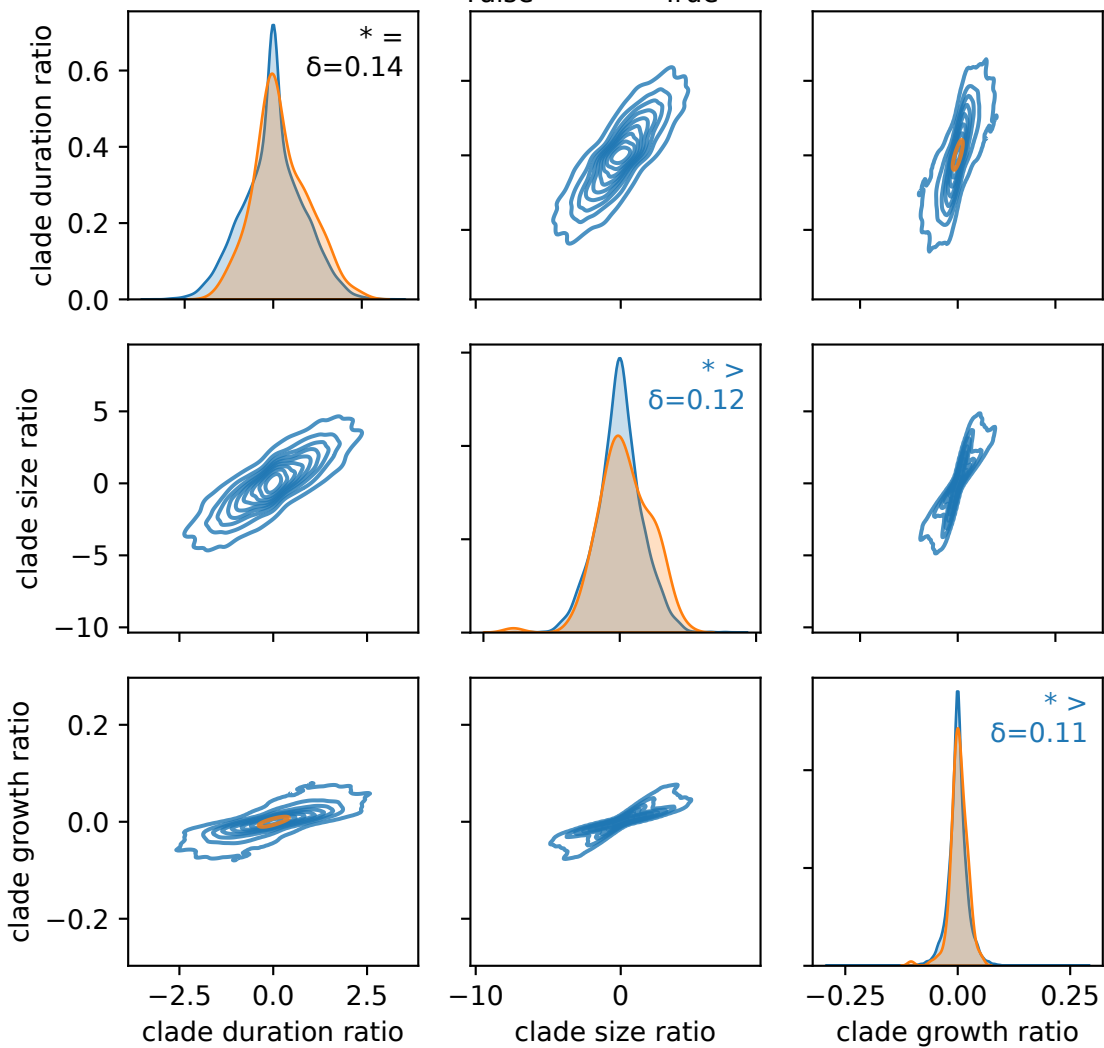 clade duration ratio
0.6
0.4
0.2
0.0
* =
δ=0.14
clade size ratio
5
0
−5
−10
* >
δ=0.12
clade growth ratio
0.2
0.0
−0.2
* >
δ=0.11
−2.5 0.0 2.5
−10 0
−0.25 0.00 0.25
clade duration ratio
clade size ratio
clade growth ratio